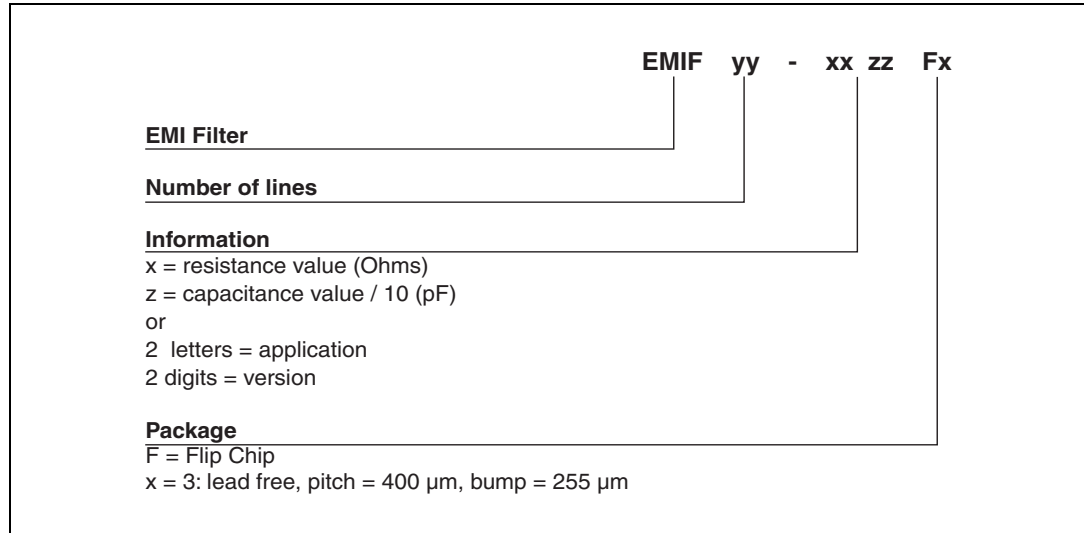 EMIF yy - xx zz Fx
EMI Filter
Number of lines
Information
x = resistance value (Ohms)
z = capacitance value / 10 (pF)
or
2 letters = application
2 digits = version
Package
F = Flip Chip
x = 3: lead free, pitch = 400 µm, bump = 255 µm